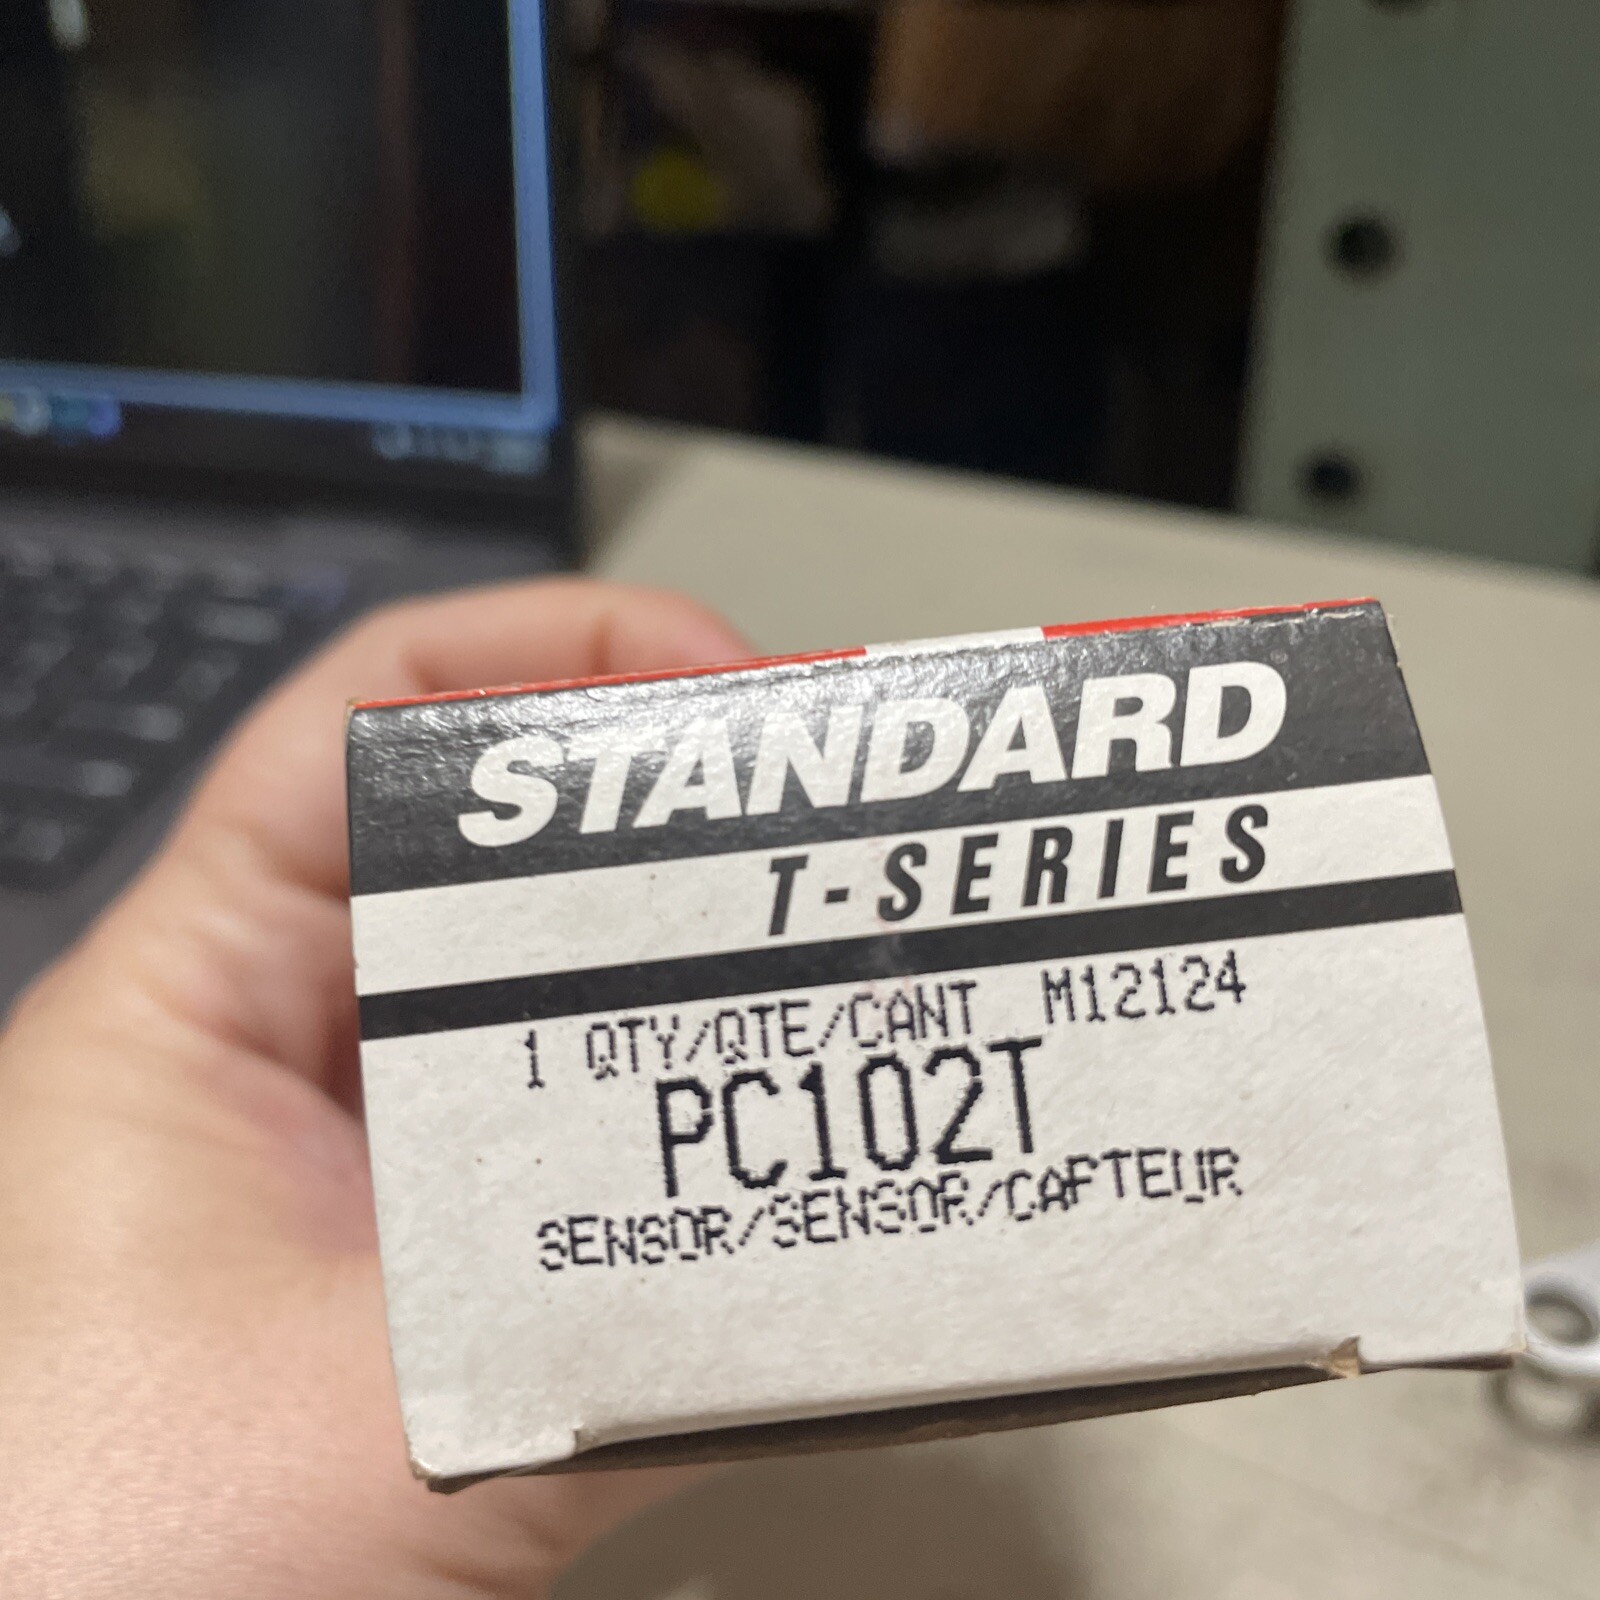 STANDARD
T-SERIES
1 QTY/QTE/CANT M12124
PC102T
SENSOR/SENSOR/CAPTEUR